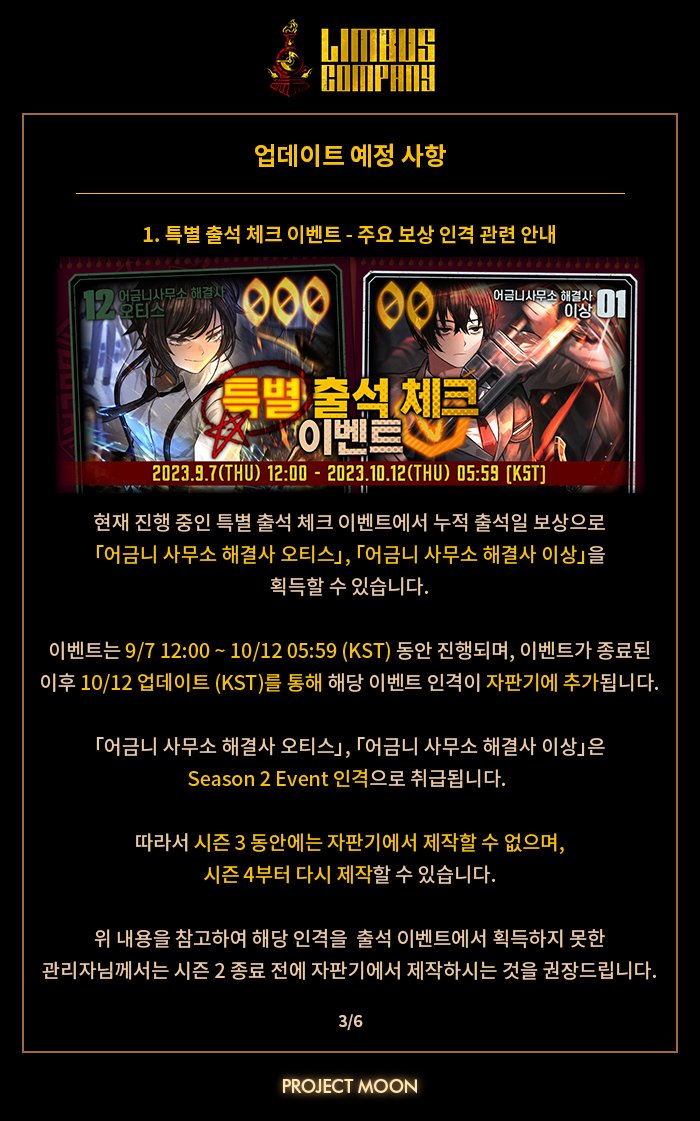 LIMBUS
COMPANY
업데이트 예정 사항
1. 특별 출석 체크 이벤트 - 주요 보상 인격 관련 안내
12 어금니사무소 해결사
오티스
어금니사무소 해결사 01
이상
특별 출석 체크
이벤트
2023.9.7(THU) 12:00 - 2023.10.12(THU) 05:59 [KST]
현재 진행 중인 특별 출석 체크 이벤트에서 누적 출석일 보상으로
「어금니 사무소 해결사 오티스」, 「어금니 사무소 해결사 이상」을
획득할 수 있습니다.
이벤트는 9/7 12:00 ~ 10/12 05:59 (KST) 동안 진행되며, 이벤트가 종료된
이후 10/12 업데이트 (KST)를 통해 해당 이벤트 인격이 자판기에 추가됩니다.
「어금니 사무소 해결사 오티스」, 「어금니 사무소 해결사 이상」은
Season 2 Event 인격으로 취급됩니다.
따라서 시즌 3 동안에는 자판기에서 제작할 수 없으며,
시즌 4부터 다시 제작할 수 있습니다.
위 내용을 참고하여 해당 인격을 출석 이벤트에서 획득하지 못한
관리자님께서는 시즌 2 종료 전에 자판기에서 제작하시는 것을 권장드립니다.
3/6
PROJECT MOON